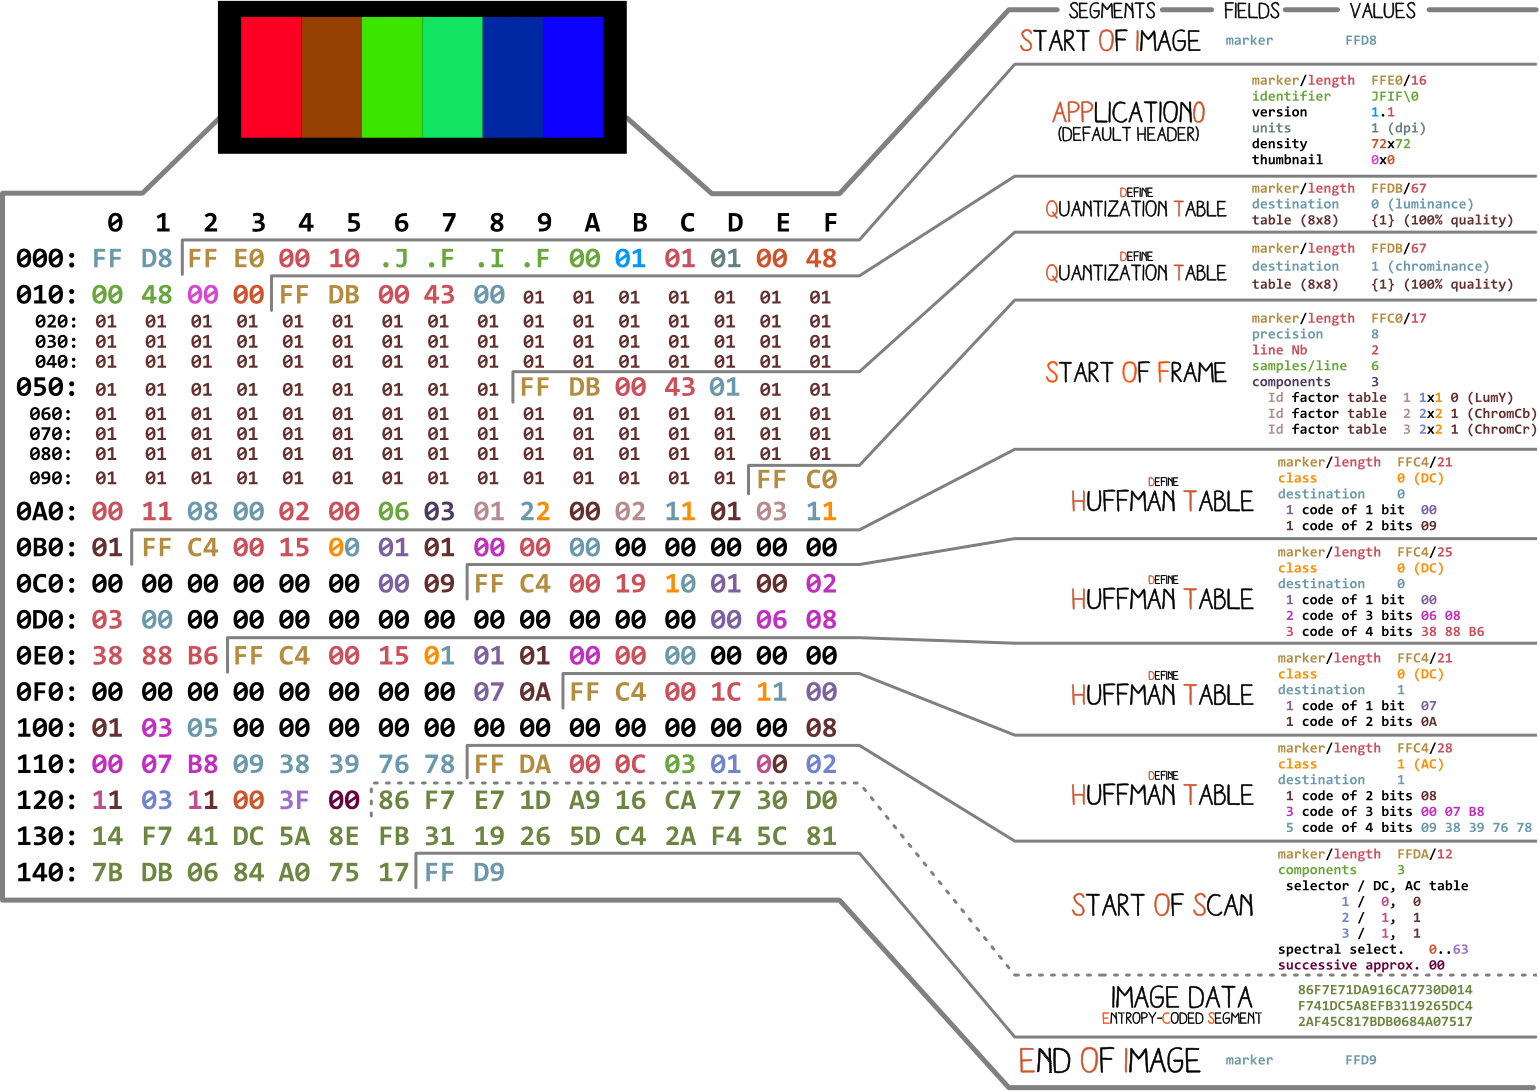 SEGMENTS FIELDS VALUES
START OF IMAGE marker FFD8
APPLICATION0
(DEFAULT HEADER)
marker/length FFE0/16
identifier JFIF\0
version 1.1
units 1 (dpi)
density 72x72
thumbnail 0x0
DEFINE
QUANTIZATION TABLE
marker/length FFDB/67
destination 0 (luminance)
table (8x8) {1} (100% quality)
DEFINE
QUANTIZATION TABLE
marker/length FFDB/67
destination 1 (chrominance)
table (8x8) {1} (100% quality)
START OF FRAME
marker/length FFC0/17
precision 8
line Nb 2
samples/line 6
components 3
Id factor table 1 1x1 0 (LumY)
Id factor table 2 2x2 1 (ChromCb)
Id factor table 3 2x2 1 (ChromCr)
DEFINE
HUFFMAN TABLE
marker/length FFC4/21
class 0 (DC)
destination 0
1 code of 1 bit 00
1 code of 2 bits 09
DEFINE
HUFFMAN TABLE
marker/length FFC4/25
class 0 (DC)
destination 0
1 code of 1 bit 00
2 code of 3 bits 06 08
3 code of 4 bits 38 88 B6
DEFINE
HUFFMAN TABLE
marker/length FFC4/21
class 0 (DC)
destination 1
1 code of 1 bit 07
1 code of 2 bits 0A
DEFINE
HUFFMAN TABLE
marker/length FFC4/28
class 1 (AC)
destination 1
1 code of 2 bits 08
3 code of 3 bits 00 07 B8
5 code of 4 bits 09 38 39 76 78
START OF SCAN
marker/length FFDA/12
components 3
selector / DC, AC table
1 / 0, 0
2 / 1, 1
3 / 1, 1
spectral select. 0..63
successive approx. 00
IMAGE DATA
ENTROPY-CODED SEGMENT
86F7E71DA916CA7730D014
F741DC5A8EFB3119265DC4
2AF45C817BDB0684A07517
END OF IMAGE marker FFD9
0 1 2 3 4 5 6 7 8 9 A B C D E F
000: FF D8 FF E0 00 10 .J .F .I .F 00 01 01 01 00 48
010: 00 48 00 00 FF DB 00 43 00 01 01 01 01 01 01 01
020: 01 01 01 01 01 01 01 01 01 01 01 01 01 01 01 01
030: 01 01 01 01 01 01 01 01 01 01 01 01 01 01 01 01
040: 01 01 01 01 01 01 01 01 01 01 01 01 01 01 01 01
050: 01 01 01 01 01 01 01 01 01 FF DB 00 43 01 01 01
060: 01 01 01 01 01 01 01 01 01 01 01 01 01 01 01 01
070: 01 01 01 01 01 01 01 01 01 01 01 01 01 01 01 01
080: 01 01 01 01 01 01 01 01 01 01 01 01 01 01 01 01
090: 01 01 01 01 01 01 01 01 01 01 01 01 01 01 FF C0
0A0: 00 11 08 00 02 00 06 03 01 22 00 02 11 01 03 11
0B0: 01 FF C4 00 15 00 01 01 00 00 00 00 00 00 00 00
0C0: 00 00 00 00 00 00 00 09 FF C4 00 19 10 01 00 02
0D0: 03 00 00 00 00 00 00 00 00 00 00 00 00 00 06 08
0E0: 38 88 B6 FF C4 00 15 01 01 01 00 00 00 00 00 00
0F0: 00 00 00 00 00 00 00 00 07 0A FF C4 00 1C 11 00
100: 01 03 05 00 00 00 00 00 00 00 00 00 00 00 00 08
110: 00 07 B8 09 38 39 76 78 FF DA 00 0C 03 01 00 02
120: 11 03 11 00 3F 00 86 F7 E7 1D A9 16 CA 77 30 D0
130: 14 F7 41 DC 5A 8E FB 31 19 26 5D C4 2A F4 5C 81
140: 7B DB 06 84 A0 75 17 FF D9